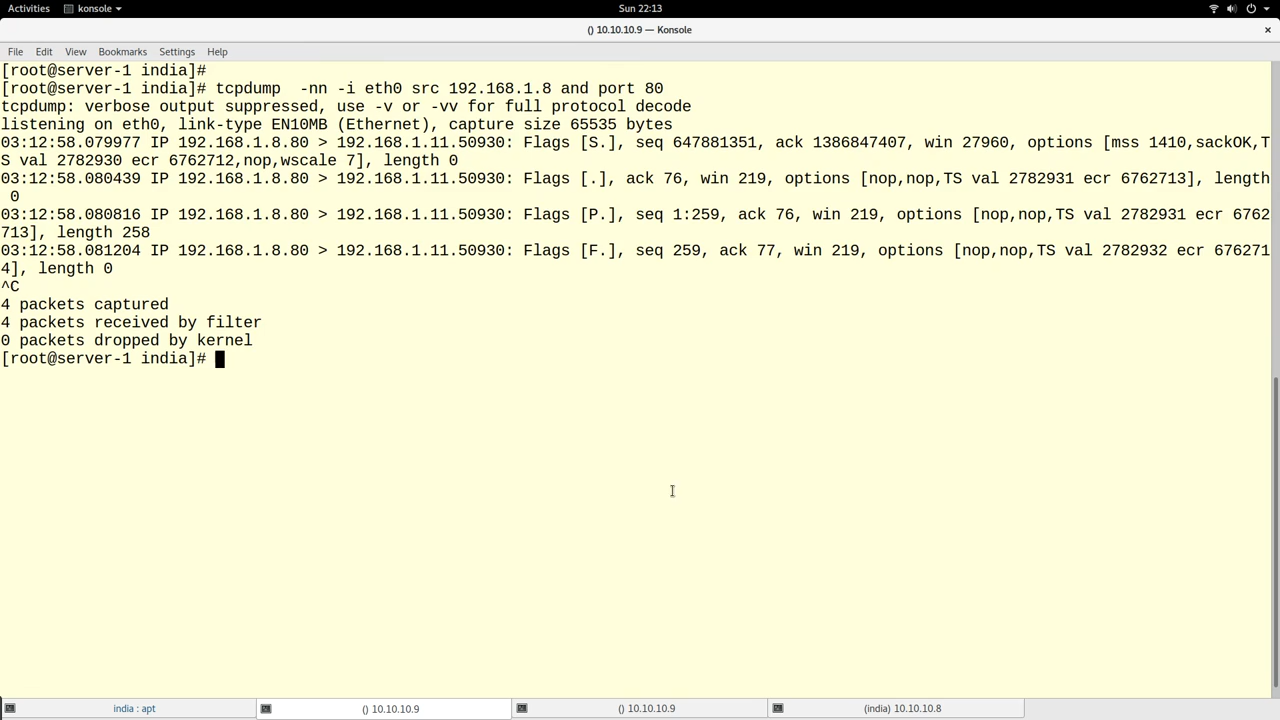 Activities konsole Sun 22:13
() 10.10.10.9 — Konsole ×
File Edit View Bookmarks Settings Help
[root@server-1 india]#
[root@server-1 india]# tcpdump  -nn -i eth0 src 192.168.1.8 and port 80
tcpdump: verbose output suppressed, use -v or -vv for full protocol decode
listening on eth0, link-type EN10MB (Ethernet), capture size 65535 bytes
03:12:58.079977 IP 192.168.1.8.80 > 192.168.1.11.50930: Flags [S.], seq 647881351, ack 1386847407, win 27960, options [mss 1410,sackOK,T
S val 2782930 ecr 6762712,nop,wscale 7], length 0
03:12:58.080439 IP 192.168.1.8.80 > 192.168.1.11.50930: Flags [.], ack 76, win 219, options [nop,nop,TS val 2782931 ecr 6762713], length
 0
03:12:58.080816 IP 192.168.1.8.80 > 192.168.1.11.50930: Flags [P.], seq 1:259, ack 76, win 219, options [nop,nop,TS val 2782931 ecr 6762
713], length 258
03:12:58.081204 IP 192.168.1.8.80 > 192.168.1.11.50930: Flags [F.], seq 259, ack 77, win 219, options [nop,nop,TS val 2782932 ecr 676271
4], length 0
^C
4 packets captured
4 packets received by filter
0 packets dropped by kernel
[root@server-1 india]#
india : apt () 10.10.10.9 () 10.10.10.9 (india) 10.10.10.8